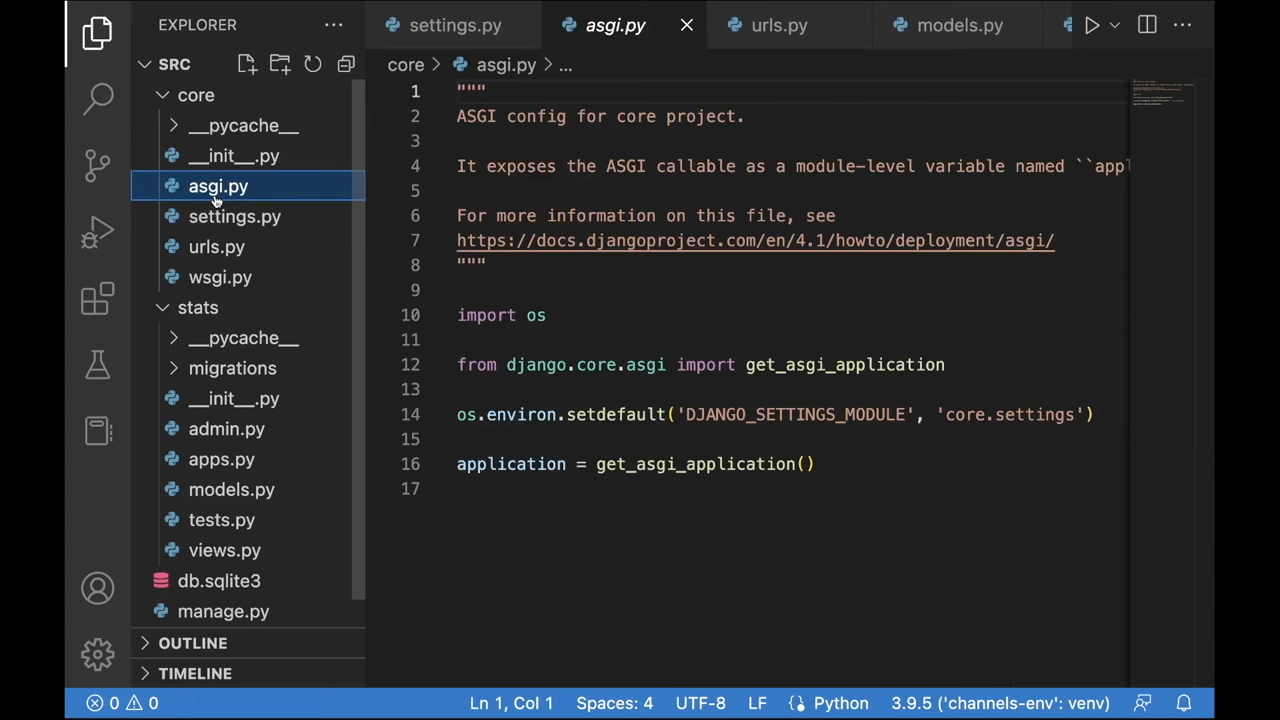 EXPLORER
SRC
core
__pycache__
__init__.py
asgi.py
settings.py
urls.py
wsgi.py
stats
__pycache__
migrations
__init__.py
admin.py
apps.py
models.py
tests.py
views.py
db.sqlite3
manage.py
OUTLINE
TIMELINE
settings.py asgi.py urls.py models.py
core > asgi.py > ...
1 """
2 ASGI config for core project.
3
4 It exposes the ASGI callable as a module-level variable named ``appl
5
6 For more information on this file, see
7 https://docs.djangoproject.com/en/4.1/howto/deployment/asgi/
8 """
9
10 import os
11
12 from django.core.asgi import get_asgi_application
13
14 os.environ.setdefault('DJANGO_SETTINGS_MODULE', 'core.settings')
15
16 application = get_asgi_application()
17
0 0 Ln 1, Col 1 Spaces: 4 UTF-8 LF Python 3.9.5 ('channels-env': venv)